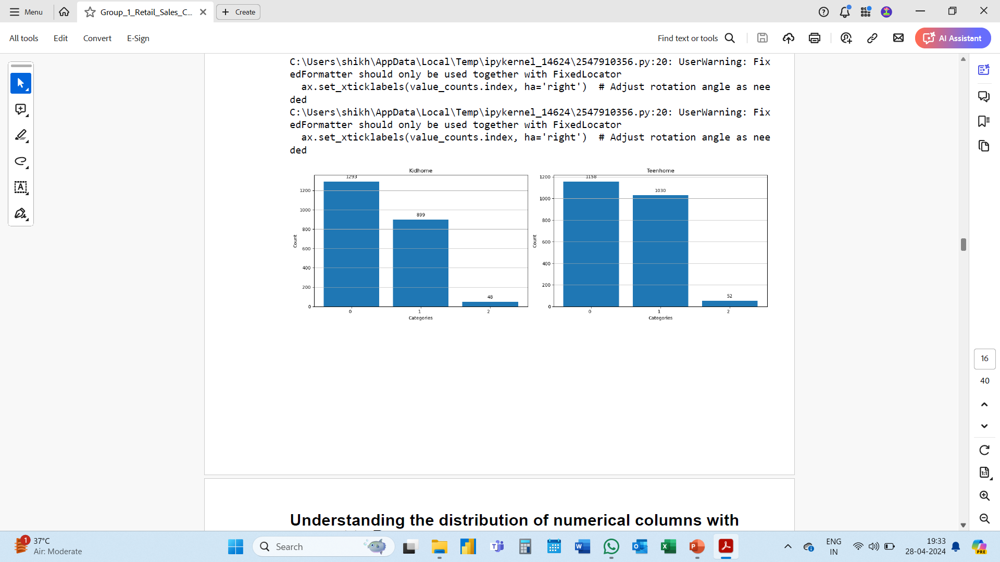 Menu
Group_1_Retail_Sales_C...
Create
All tools
Edit
Convert
E-Sign
Find text or tools
AI Assistant
C:\Users\shikh\AppData\Local\Temp\ipykernel_14624\2547910356.py:20: UserWarning: Fix
edFormatter should only be used together with FixedLocator
  ax.set_xticklabels(value_counts.index, ha='right')  # Adjust rotation angle as nee
ded
C:\Users\shikh\AppData\Local\Temp\ipykernel_14624\2547910356.py:20: UserWarning: Fix
edFormatter should only be used together with FixedLocator
  ax.set_xticklabels(value_counts.index, ha='right')  # Adjust rotation angle as nee
ded
Kidhome
1293
899
48
1200
1000
800
600
400
200
0
Count
0 1 2
Categories
Teenhome
1158
1030
52
1200
1000
800
600
400
200
0
Count
0 1 2
Categories
16
40
Understanding the distribution of numerical columns with
1
37°C
Air: Moderate
Search
ENG
IN
19:33
28-04-2024
PRE